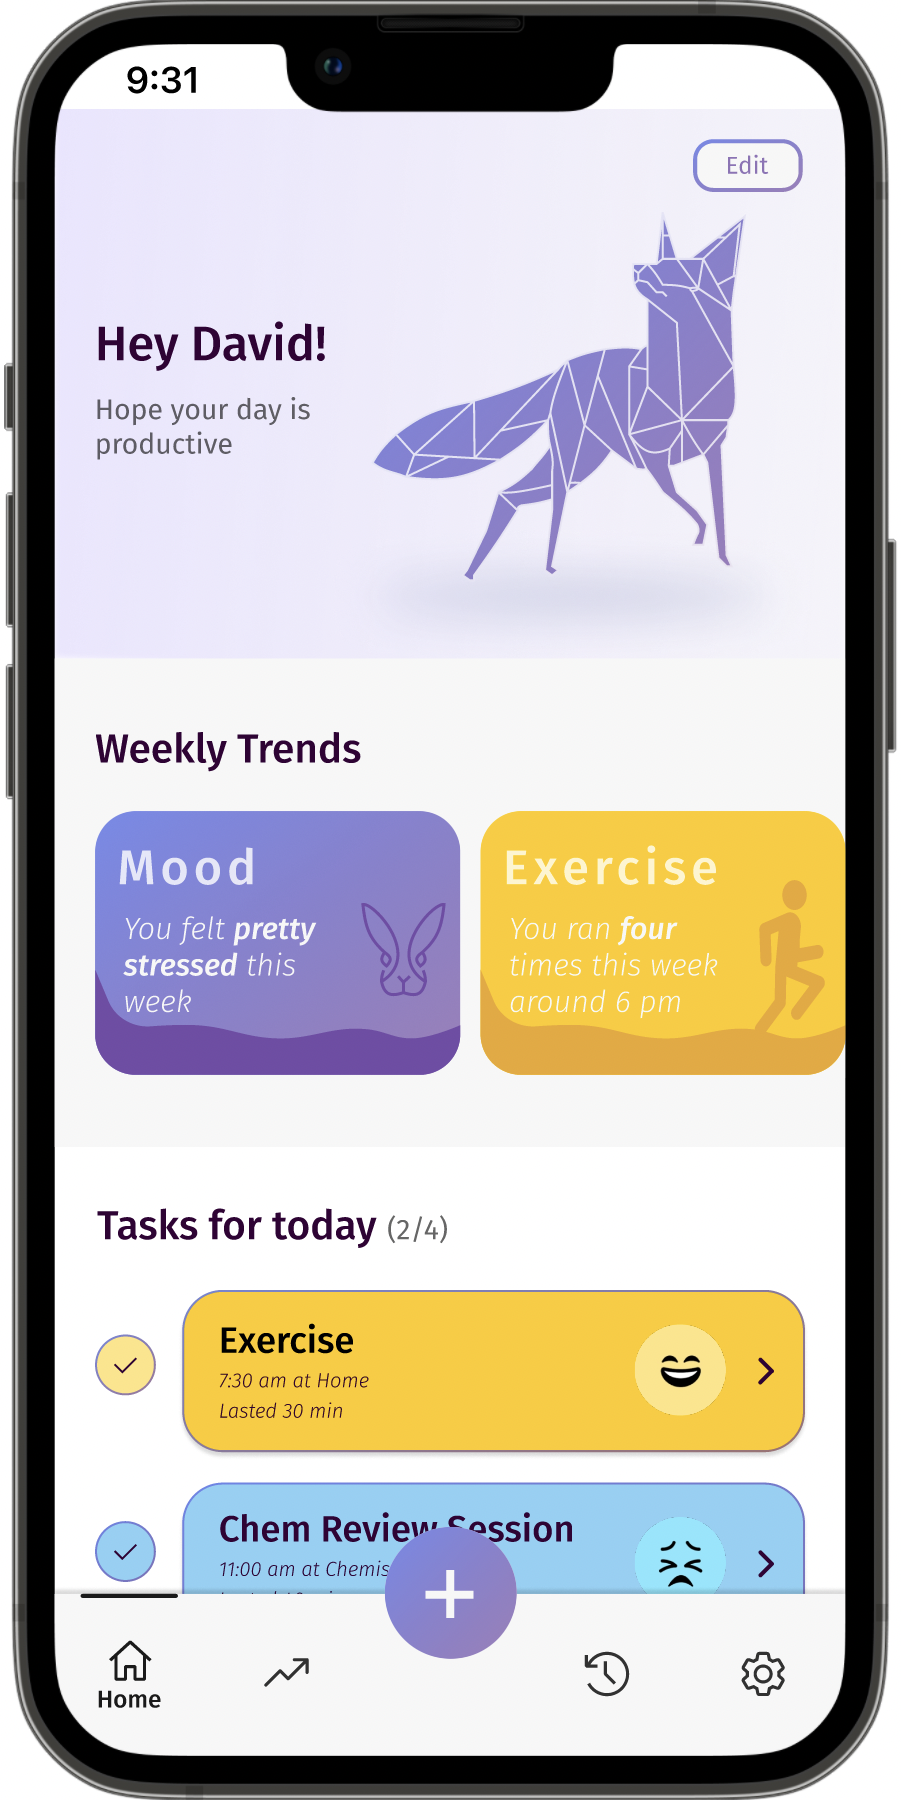 9:31
Edit
Hey David!
Hope your day is
productive
Weekly Trends
Mood
You felt pretty
stressed this
week
Exercise
You ran four
times this week
around 6 pm
Tasks for today (2/4)
Exercise
7:30 am at Home
Lasted 30 min
Chem Review Session
11:00 am at Chemis
Home